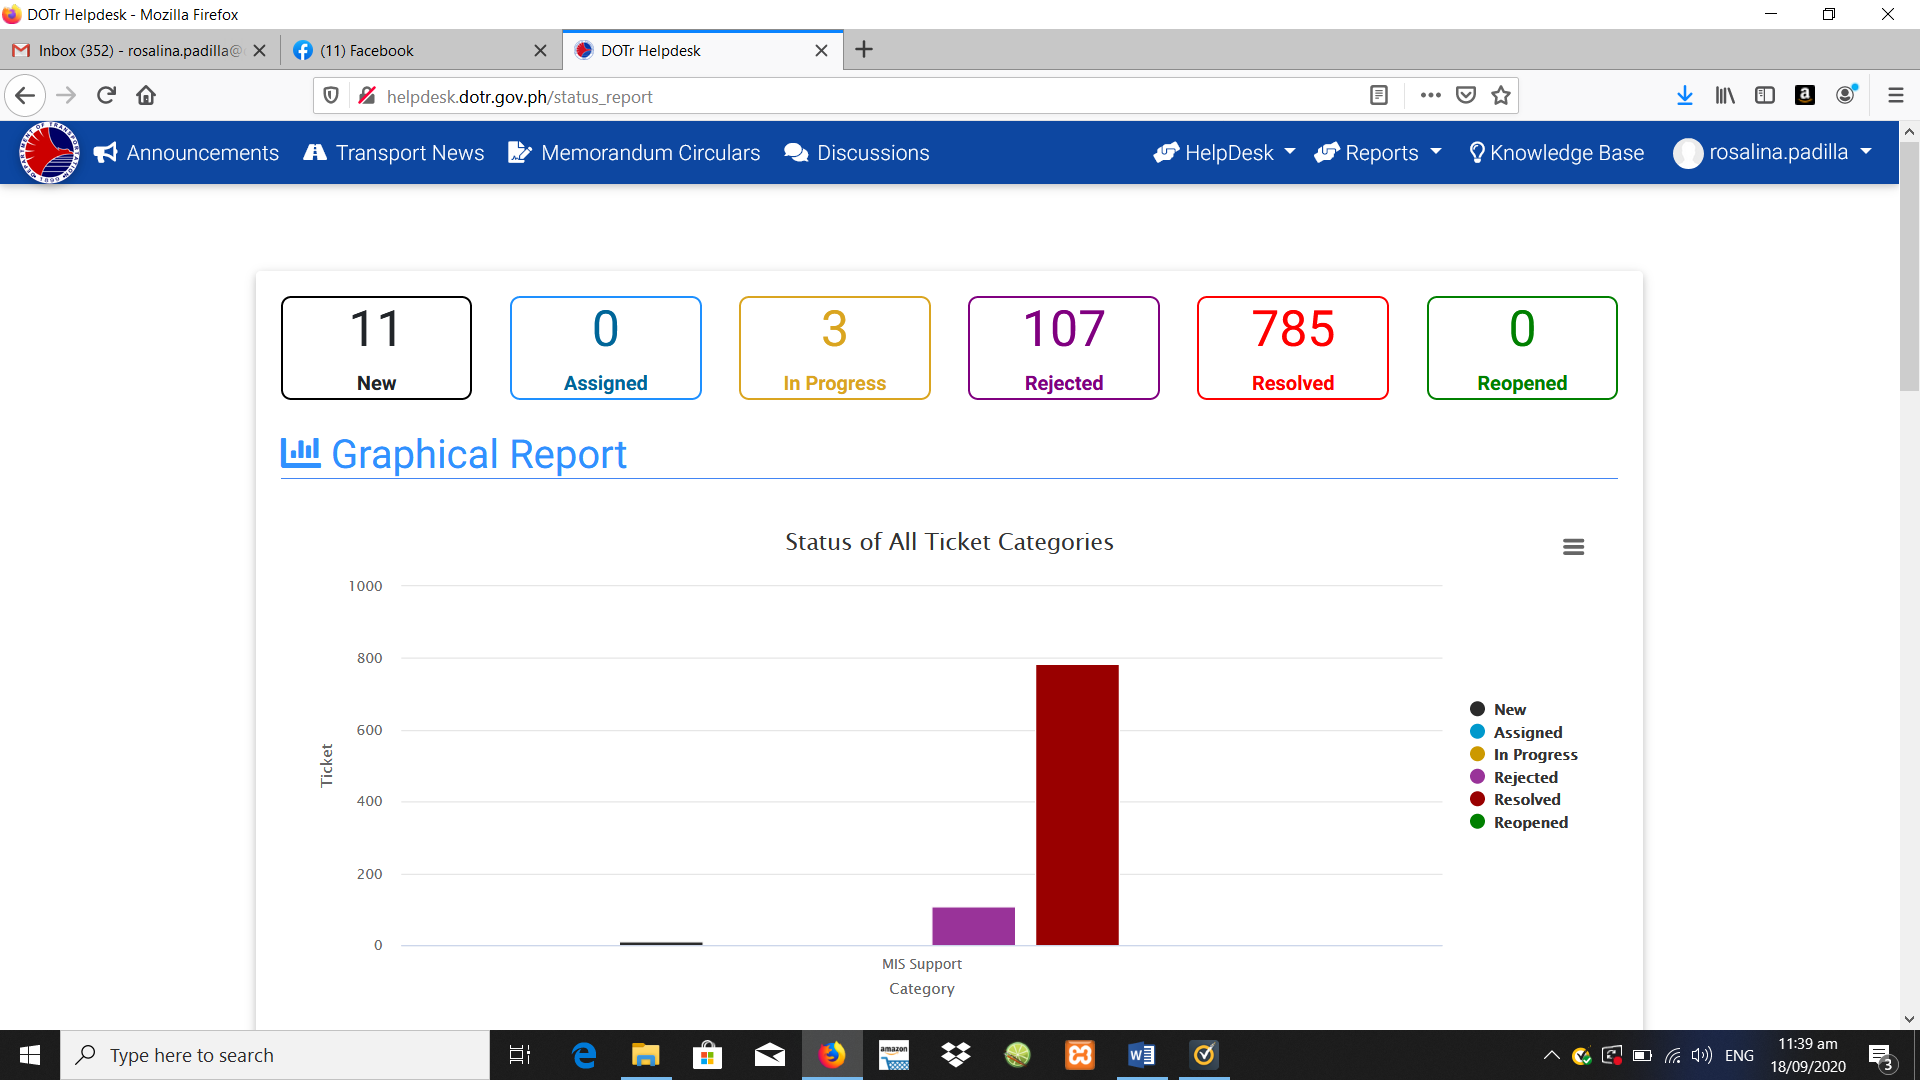 DOTr Helpdesk - Mozilla Firefox
Inbox (352) - rosalina.padilla@
(11) Facebook
DOTr Helpdesk
helpdesk.dotr.gov.ph/status_report
Announcements
Transport News
Memorandum Circulars
Discussions
HelpDesk
Reports
Knowledge Base
rosalina.padilla
11
New
0
Assigned
3
In Progress
107
Rejected
785
Resolved
0
Reopened
Graphical Report
Status of All Ticket Categories
1000
800
600
400
200
0
Ticket
MIS Support
Category
New
Assigned
In Progress
Rejected
Resolved
Reopened
Type here to search
amazon
ENG
11:39 am
18/09/2020
3